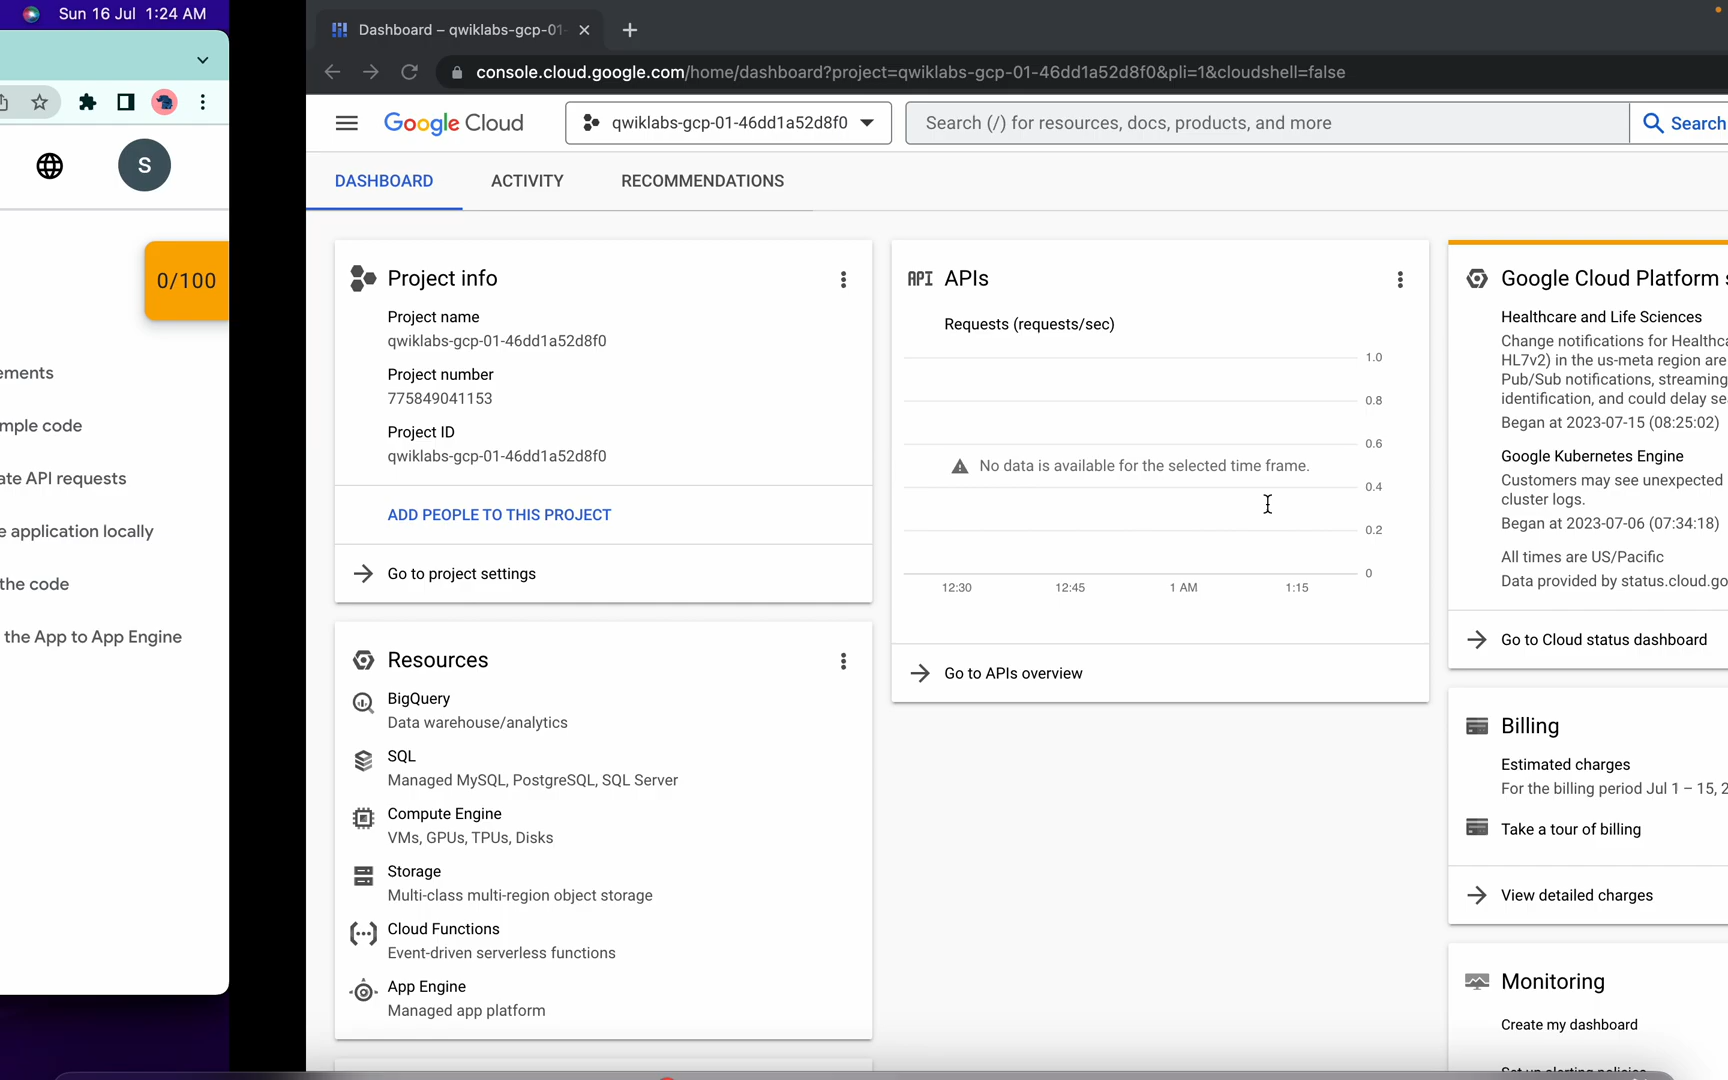 Sun 16 Jul 1:24 AM
S
0/100
ements
mple code
ate API requests
e application locally
the code
the App to App Engine
Dashboard – qwiklabs-gcp-01-
console.cloud.google.com/home/dashboard?project=qwiklabs-gcp-01-46dd1a52d8f0&pli=1&cloudshell=false
Google Cloud
qwiklabs-gcp-01-46dd1a52d8f0
Search (/) for resources, docs, products, and more
Search
DASHBOARD
ACTIVITY
RECOMMENDATIONS
Project info
Project name
qwiklabs-gcp-01-46dd1a52d8f0
Project number
775849041153
Project ID
qwiklabs-gcp-01-46dd1a52d8f0
ADD PEOPLE TO THIS PROJECT
Go to project settings
Resources
BigQuery
Data warehouse/analytics
SQL
Managed MySQL, PostgreSQL, SQL Server
Compute Engine
VMs, GPUs, TPUs, Disks
Storage
Multi-class multi-region object storage
Cloud Functions
Event-driven serverless functions
App Engine
Managed app platform
API APIs
Requests (requests/sec)
1.0
0.8
0.6
No data is available for the selected time frame.
0.4
0.2
0
12:30 12:45 1 AM 1:15
Go to APIs overview
Google Cloud Platform s
Healthcare and Life Sciences
Change notifications for Healthca
HL7v2) in the us-meta region are
Pub/Sub notifications, streaming
identification, and could delay se
Began at 2023-07-15 (08:25:02)
Google Kubernetes Engine
Customers may see unexpected
cluster logs.
Began at 2023-07-06 (07:34:18)
All times are US/Pacific
Data provided by status.cloud.go
Go to Cloud status dashboard
Billing
Estimated charges
For the billing period Jul 1 – 15, 2
Take a tour of billing
View detailed charges
Monitoring
Create my dashboard
Set up alerting policies